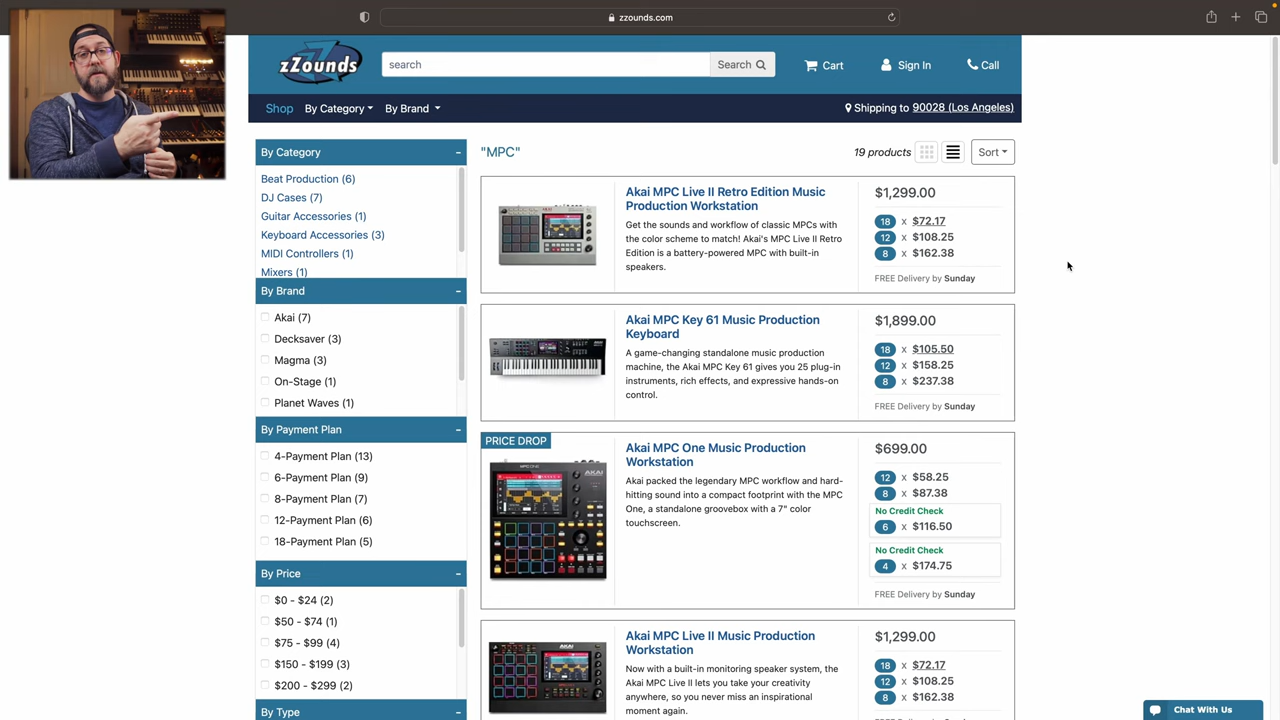 zzounds.com
zZounds
search
Search
Cart
Sign In
Call
Shop
By Category
By Brand
Shipping to 90028 (Los Angeles)
By Category
Beat Production (6)
DJ Cases (7)
Guitar Accessories (1)
Keyboard Accessories (3)
MIDI Controllers (1)
Mixers (1)
By Brand
Akai (7)
Decksaver (3)
Magma (3)
On-Stage (1)
Planet Waves (1)
By Payment Plan
4-Payment Plan (13)
6-Payment Plan (9)
8-Payment Plan (7)
12-Payment Plan (6)
18-Payment Plan (5)
By Price
$0 - $24 (2)
$50 - $74 (1)
$75 - $99 (4)
$150 - $199 (3)
$200 - $299 (2)
By Type
"MPC"
19 products
Sort
Akai MPC Live II Retro Edition Music
Production Workstation
Get the sounds and workflow of classic MPCs with
the color scheme to match! Akai's MPC Live II Retro
Edition is a battery-powered MPC with built-in
speakers.
$1,299.00
18 x $72.17
12 x $108.25
8 x $162.38
FREE Delivery by Sunday
Akai MPC Key 61 Music Production
Keyboard
A game-changing standalone music production
machine, the Akai MPC Key 61 gives you 25 plug-in
instruments, rich effects, and expressive hands-on
control.
$1,899.00
18 x $105.50
12 x $158.25
8 x $237.38
FREE Delivery by Sunday
PRICE DROP
AKAI
Akai MPC One Music Production
Workstation
Akai packed the legendary MPC workflow and hard-
hitting sound into a compact footprint with the MPC
One, a standalone groovebox with a 7" color
touchscreen.
$699.00
12 x $58.25
8 x $87.38
No Credit Check
6 x $116.50
No Credit Check
4 x $174.75
FREE Delivery by Sunday
AKAI
Akai MPC Live II Music Production
Workstation
Now with a built-in monitoring speaker system, the
Akai MPC Live II lets you take your creativity
anywhere, so you never miss an inspirational
moment again.
$1,299.00
18 x $72.17
12 x $108.25
8 x $162.38
Chat With Us